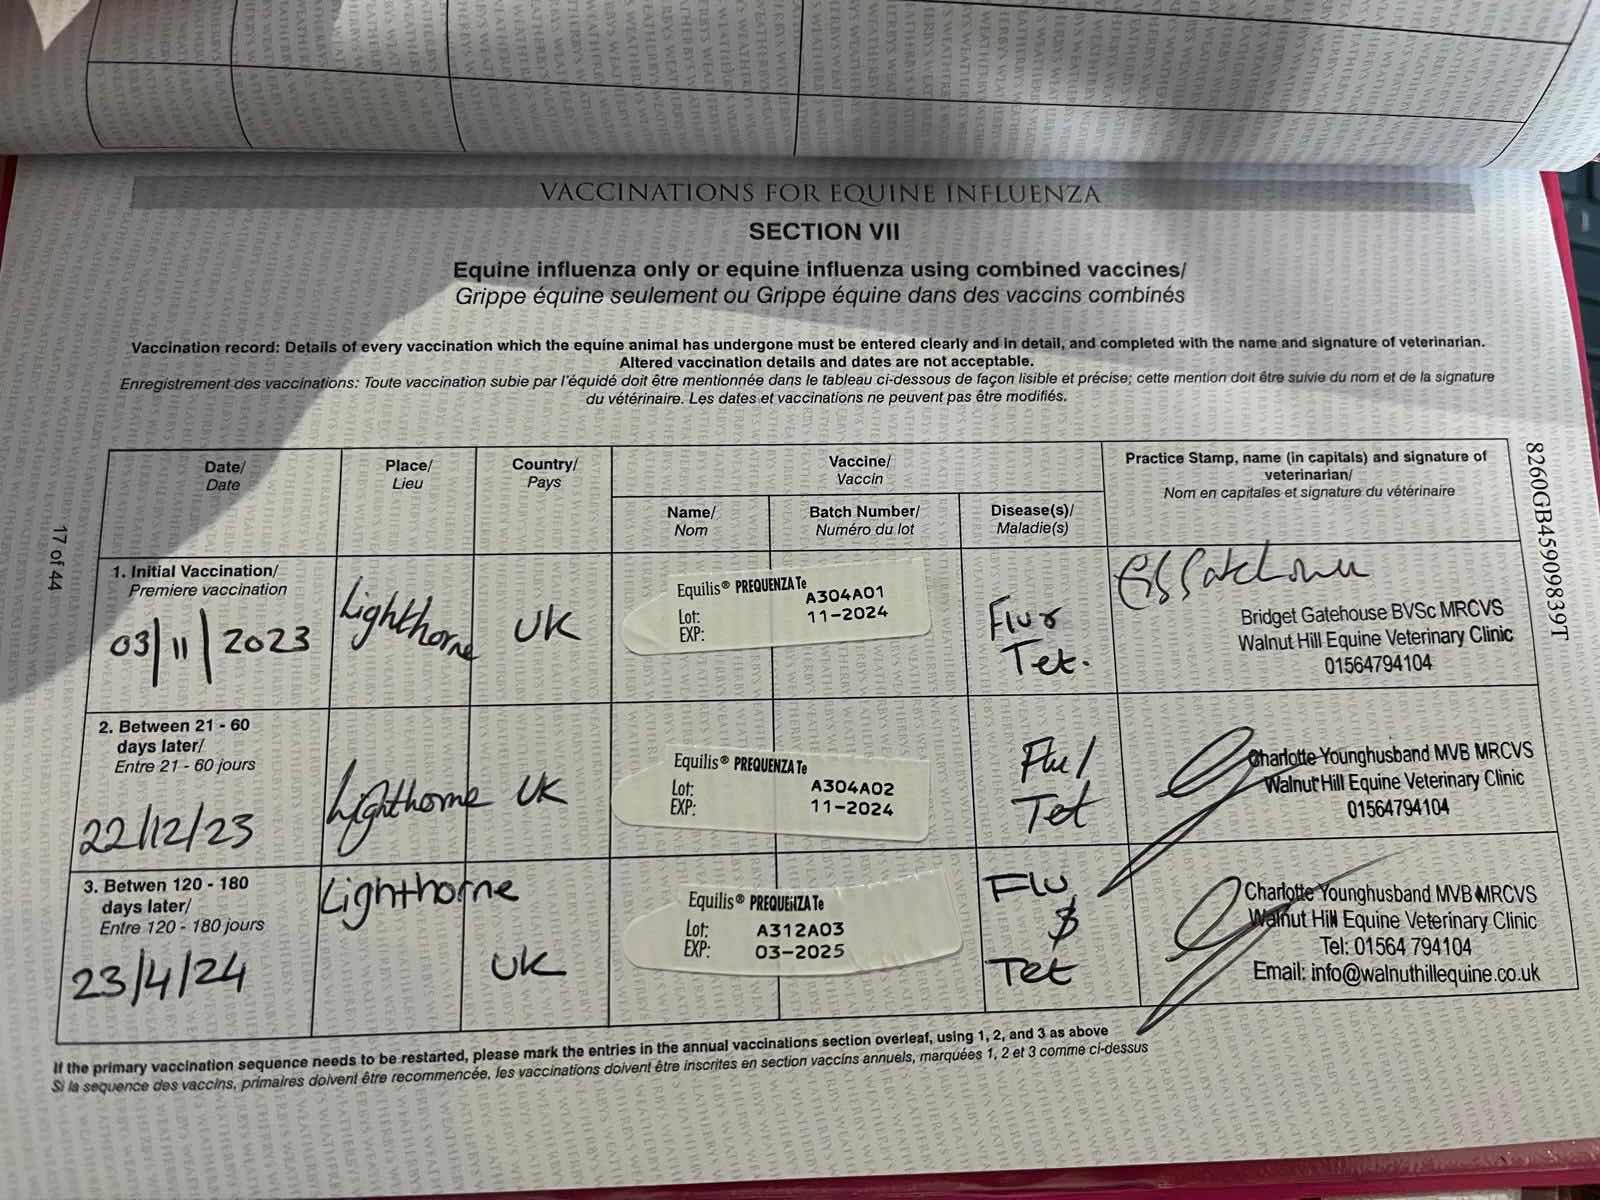 VACCINATIONS FOR EQUINE INFLUENZA
SECTION VII
Equine influenza only or equine influenza using combined vaccines/
Grippe équine seulement ou Grippe équine dans des vaccins combinés
Vaccination record: Details of every vaccination which the equine animal has undergone must be entered clearly and in detail, and completed with the name and signature of veterinarian.
Altered vaccination details and dates are not acceptable.
Enregistrement des vaccinations: Toute vaccination subie par l'équidé doit être mentionnée dans le tableau ci-dessous de façon lisible et précise; cette mention doit être suivie du nom et de la signature
du vétérinaire. Les dates et vaccinations ne peuvent pas être modifiés.
Date/
Date
Place/
Lieu
Country/
Pays
Vaccine/
Vaccin
Name/
Nom
Batch Number/
Numéro du lot
Disease(s)/
Maladie(s)
Practice Stamp, name (in capitals) and signature of
veterinarian/
Nom en capitales et signature du vétérinaire
1. Initial Vaccination/
Premiere vaccination
03/11/2023
Lighthorne
UK
Equilis® PREQUENZA Te
Lot: A304A01
EXP: 11-2024
Flu &
Tet.
Bridget Gatehouse BVSc MRCVS
Walnut Hill Equine Veterinary Clinic
01564794104
2. Between 21 - 60
days later/
Entre 21 - 60 jours
22/12/23
Lighthorne
UK
Equilis® PREQUENZA Te
Lot: A304A02
EXP: 11-2024
Flu/
Tet
Charlotte Younghusband MVB MRCVS
Walnut Hill Equine Veterinary Clinic
01564794104
3. Betwen 120 - 180
days later/
Entre 120 - 180 jours
23/4/24
Lighthorne
UK
Equilis® PREQUENZA Te
Lot: A312A03
EXP: 03-2025
Flu
&
Tet
Charlotte Younghusband MVB MRCVS
Walnut Hill Equine Veterinary Clinic
Tel: 01564 794104
Email: info@walnuthillequine.co.uk
If the primary vaccination sequence needs to be restarted, please mark the entries in the annual vaccinations section overleaf, using 1, 2, and 3 as above
Si la sequence des vaccins, primaires doivent être recommencée, les vaccinations doivent être inscrites en section vaccins annuels, marquées 1, 2 et 3 comme ci-dessus
17 of 44
8260GB45909839T